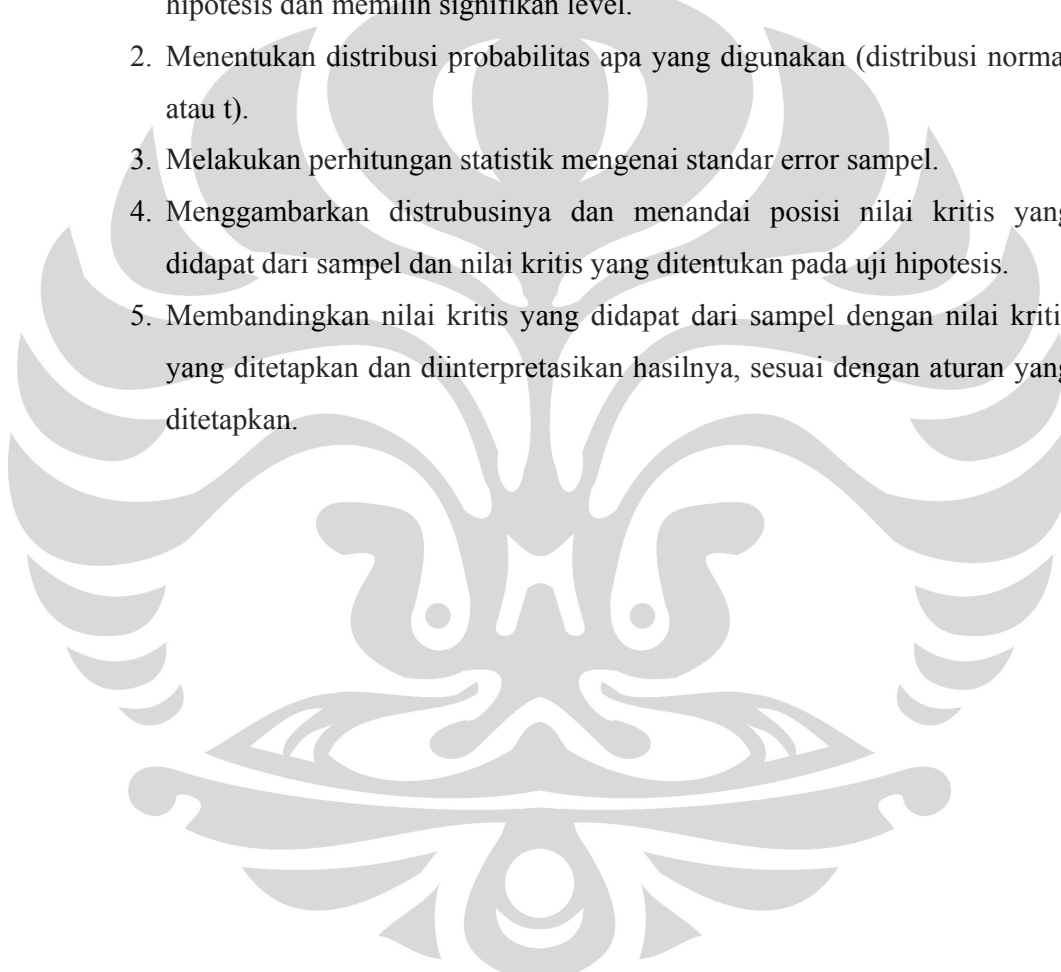 hipotesis dan memilih signifikan level.
2. Menentukan distribusi probabilitas apa yang digunakan (distribusi norma
atau t).
3. Melakukan perhitungan statistik mengenai standar error sampel.
4. Menggambarkan distrubusinya dan menandai posisi nilai kritis yang
didapat dari sampel dan nilai kritis yang ditentukan pada uji hipotesis.
5. Membandingkan nilai kritis yang didapat dari sampel dengan nilai kriti
yang ditetapkan dan diinterpretasikan hasilnya, sesuai dengan aturan yang
ditetapkan.